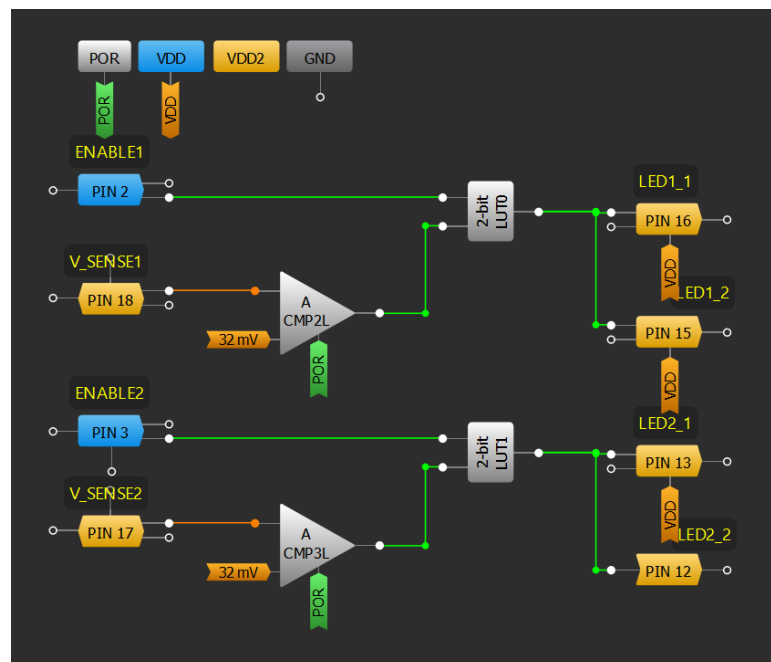 POR
VDD
VDD2
GND
POR
VDD
ENABLE1
PIN 2
2-bit
LUT0
LED1_1
PIN 16
V_SENSE1
PIN 18
A
CMP2L
32 mV
POR
VDD
LED1_2
PIN 15
VDD
ENABLE2
PIN 3
2-bit
LUT1
LED2_1
PIN 13
V_SENSE2
PIN 17
A
CMP3L
32 mV
POR
VDD
LED2_2
PIN 12